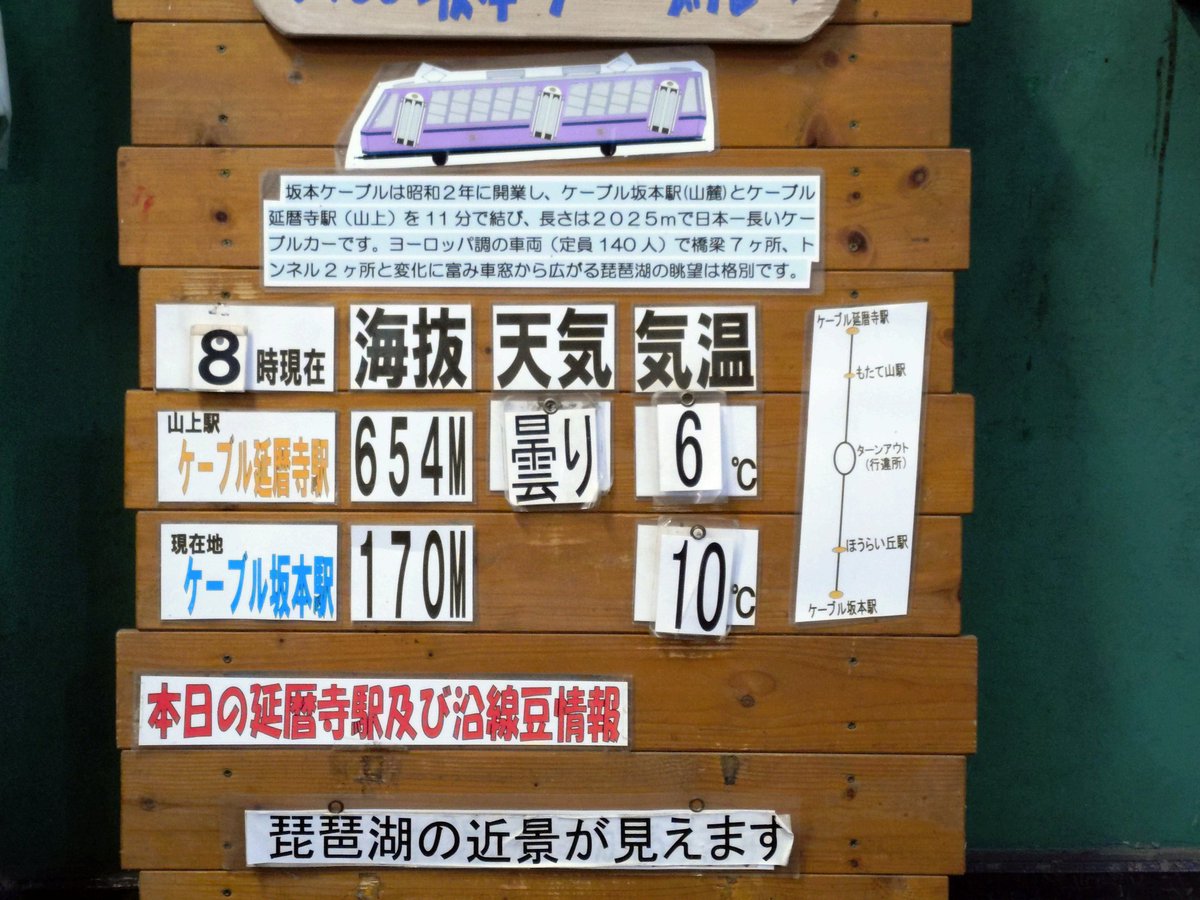 坂本ケーブルは昭和2年に開業し、ケーブル坂本駅(山麓)とケーブル
延暦寺駅（山上）を11分で結び、長さは2025mで日本一長いケー
ブルカーです。ヨーロッパ調の車両（定員140人）で橋梁7ヶ所、ト
ンネル2ヶ所と変化に富み車窓から広がる琵琶湖の眺望は格別です。
8時現在 海抜 天気 気温
山上駅
ケーブル延暦寺駅 654M 曇り 6℃
現在地
ケーブル坂本駅 170M 10℃
ケーブル延暦寺駅
もたて山駅
ターンアウト
（行違所）
ほうらい丘駅
ケーブル坂本駅
本日の延暦寺駅及び沿線豆情報
琵琶湖の近景が見えます